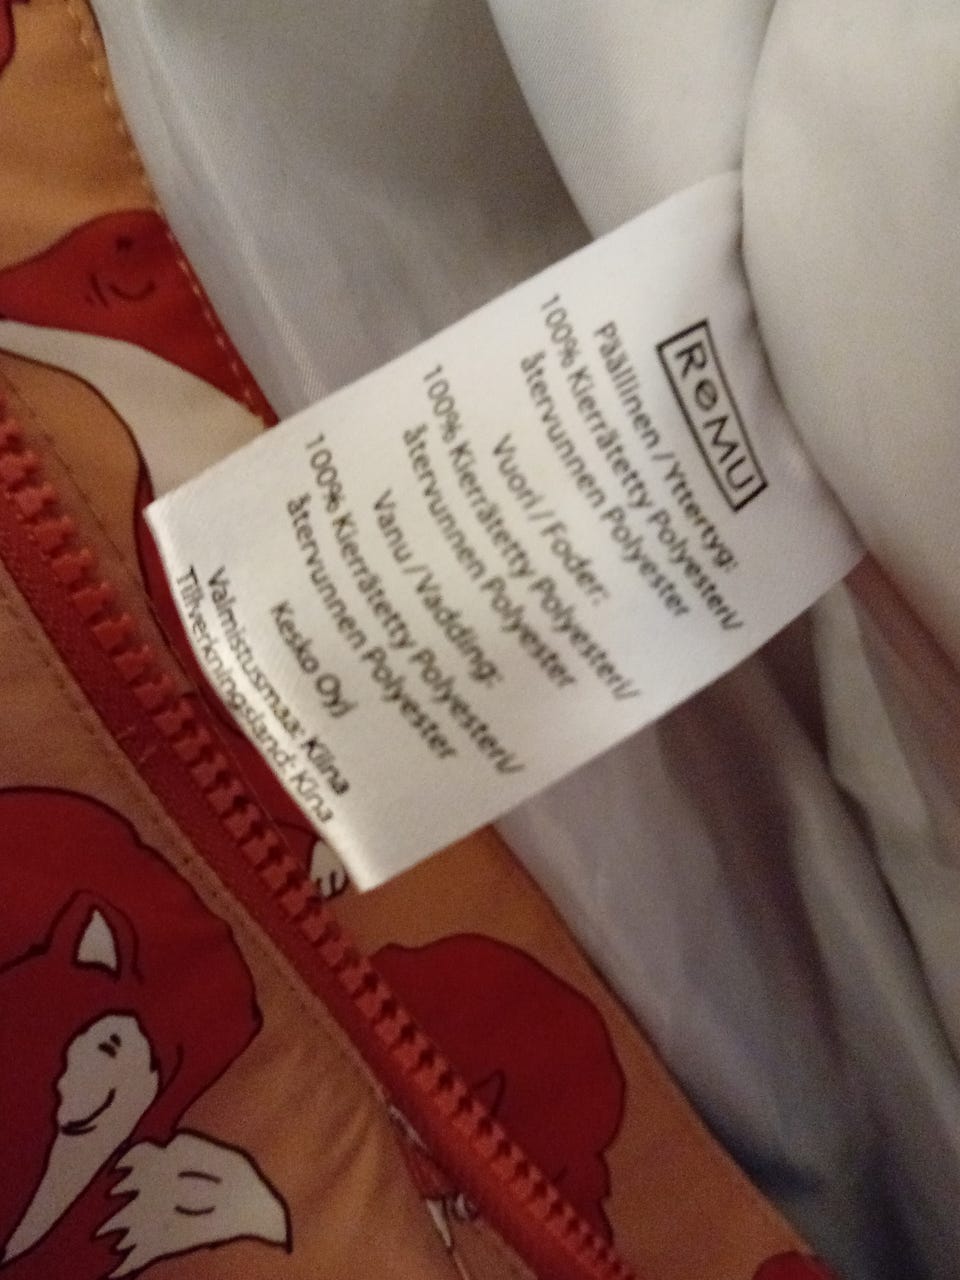 ReMU
Päällinen / Yttertyg:
100% Kierrätetty Polyesteri/
återvunnen Polyester
Vuori / Foder:
100% Kierrätetty Polyesteri/
återvunnen Polyester
Vanu / Vadding:
100% Kierrätetty Polyesteri/
återvunnen Polyester
Kesko Oyj
Valmistusmaa: Kiina
Tillverkningsland: Kina